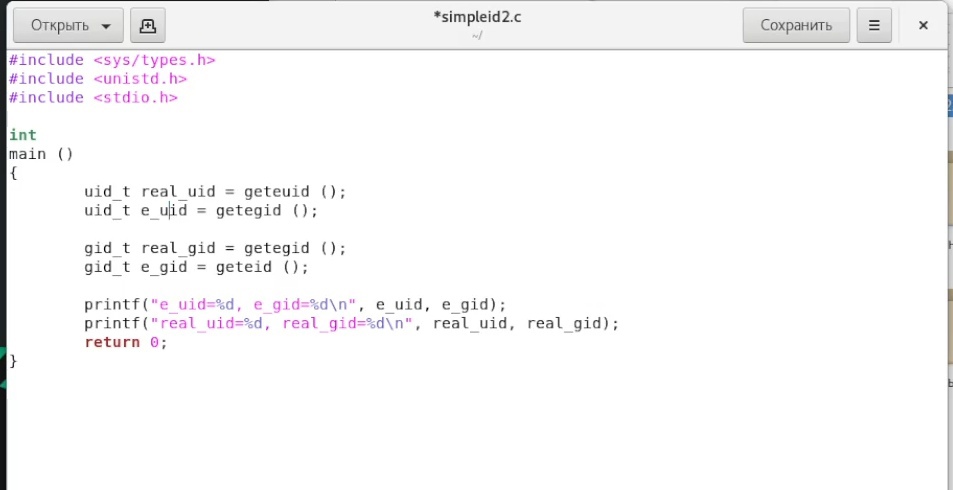 Открыть
*simpleid2.c
~/
Сохранить
#include <sys/types.h>
#include <unistd.h>
#include <stdio.h>
int
main ()
{
uid_t real_uid = geteuid ();
uid_t e_uid = getegid ();
gid_t real_gid = getegid ();
gid_t e_gid = geteid ();
printf("e_uid=%d, e_gid=%d\n", e_uid, e_gid);
printf("real_uid=%d, real_gid=%d\n", real_uid, real_gid);
return 0;
}